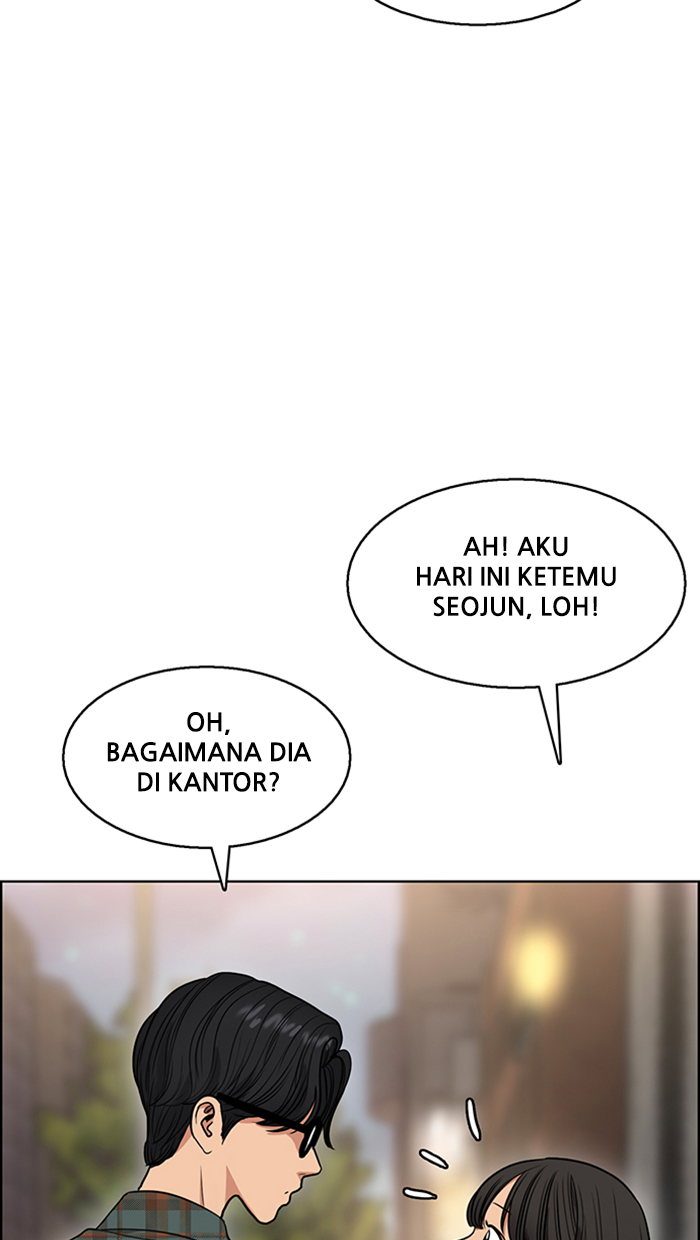 AH! AKU
HARI INI KETEMU
SEOJUN, LOH!
OH,
BAGAIMANA DIA
DI KANTOR?